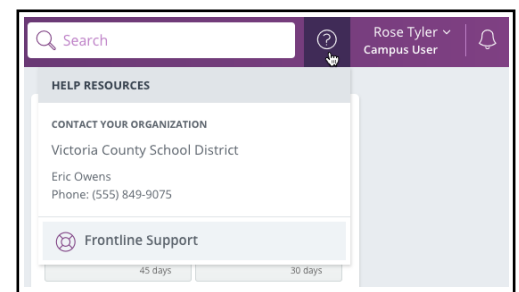 Search
?
Rose Tyler
Campus User
HELP RESOURCES
CONTACT YOUR ORGANIZATION
Victoria County School District
Eric Owens
Phone: (555) 849-9075
Frontline Support
45 days
30 days